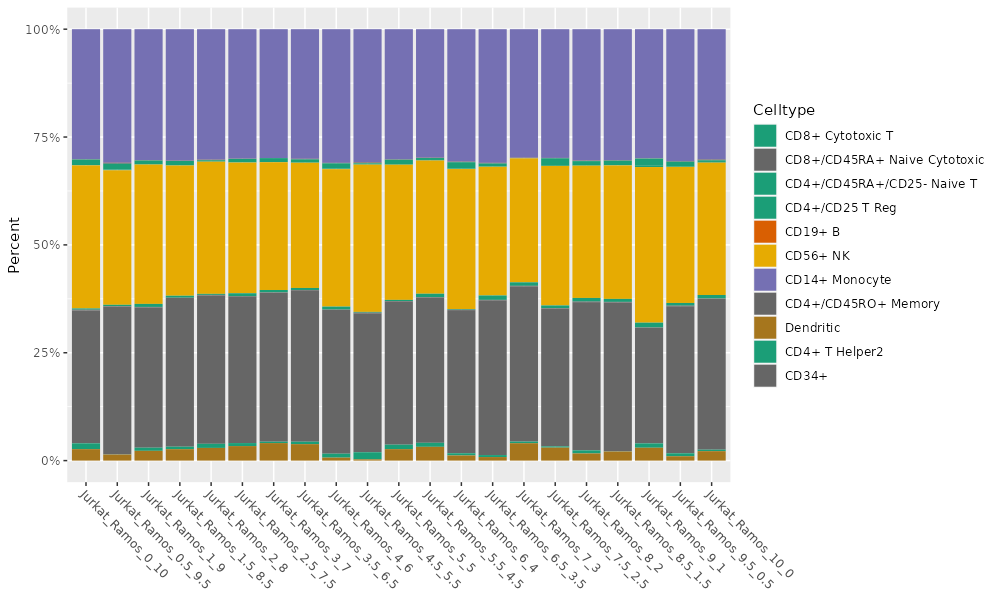 100%
75%
50%
25%
0%
Percent
Jurkat_Ramos_0_10
Jurkat_Ramos_0.5_9.5
Jurkat_Ramos_1_9
Jurkat_Ramos_1.5_8.5
Jurkat_Ramos_2_8
Jurkat_Ramos_2.5_7.5
Jurkat_Ramos_3_7
Jurkat_Ramos_3.5_6.5
Jurkat_Ramos_4_6
Jurkat_Ramos_4.5_5.5
Jurkat_Ramos_5_5
Jurkat_Ramos_5.5_4.5
Jurkat_Ramos_6_4
Jurkat_Ramos_6.5_3.5
Jurkat_Ramos_7_3
Jurkat_Ramos_7.5_2.5
Jurkat_Ramos_8_2
Jurkat_Ramos_8.5_1.5
Jurkat_Ramos_9_1
Jurkat_Ramos_9.5_0.5
Jurkat_Ramos_10_0
Celltype
CD8+ Cytotoxic T
CD8+/CD45RA+ Naive Cytotoxic
CD4+/CD45RA+/CD25- Naive T
CD4+/CD25 T Reg
CD19+ B
CD56+ NK
CD14+ Monocyte
CD4+/CD45RO+ Memory
Dendritic
CD4+ T Helper2
CD34+